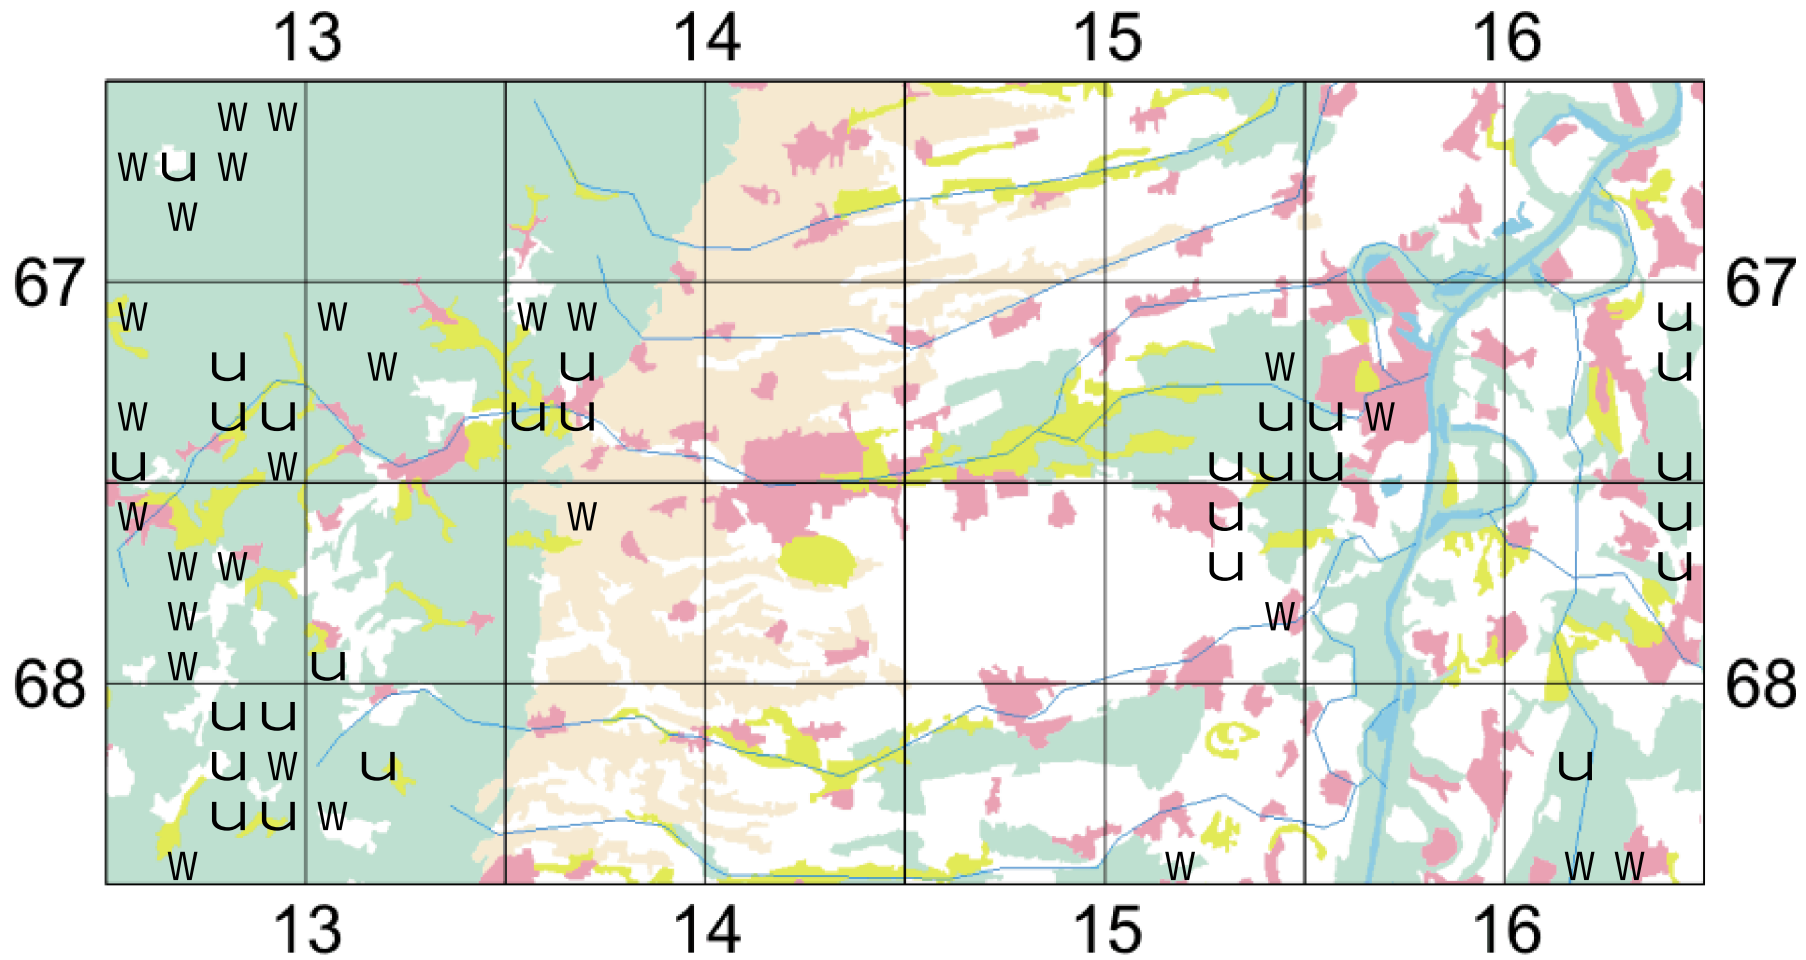 13 14 15 16
W W
W u W
W
67 67
W W W W u
u W u W u
W u u u u u u W
u W u u u u
W W u u
W W u u
W W
W u
68 68
u u
u W u u
u u W
W W W W
13 14 15 16